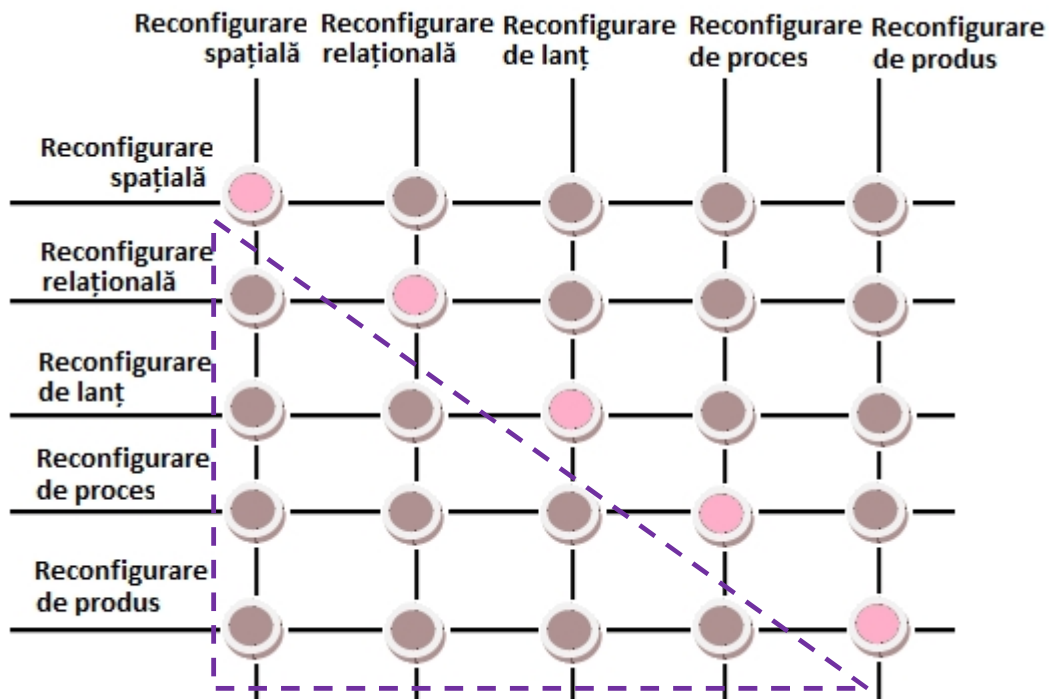 Reconfigurare
spațială
Reconfigurare
relațională
Reconfigurare
de lanț
Reconfigurare
de proces
Reconfigurare
de produs
Reconfigurare
spațială
Reconfigurare
relațională
Reconfigurare
de lanț
Reconfigurare
de proces
Reconfigurare
de produs